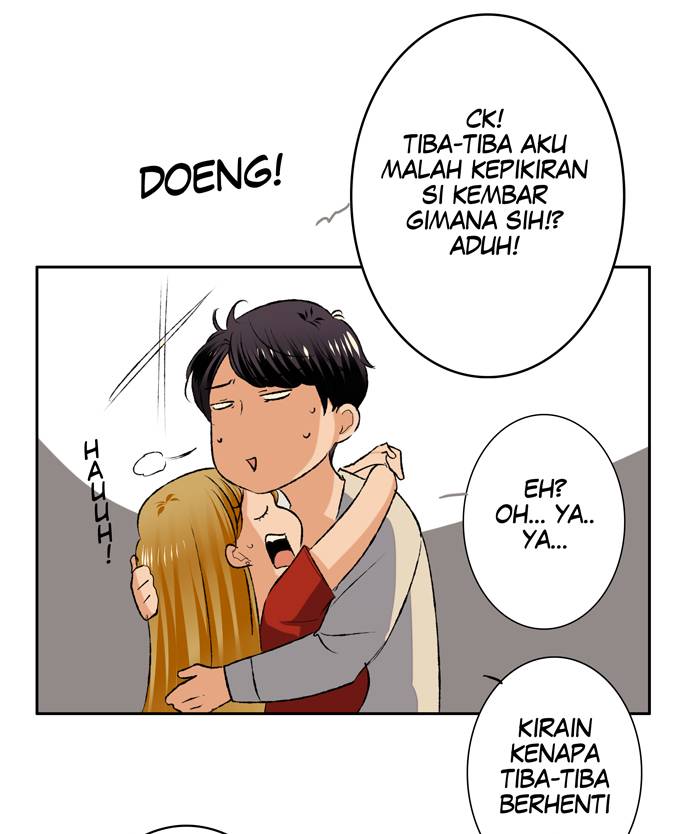 CK!
TIBA-TIBA AKU
MALAH KEPIKIRAN
SI KEMBAR
GIMANA SIH!?
ADUH!
DOENG!
HAUUH!
EH?
OH... YA..
YA...
KIRAIN
KENAPA
TIBA-TIBA
BERHENTI